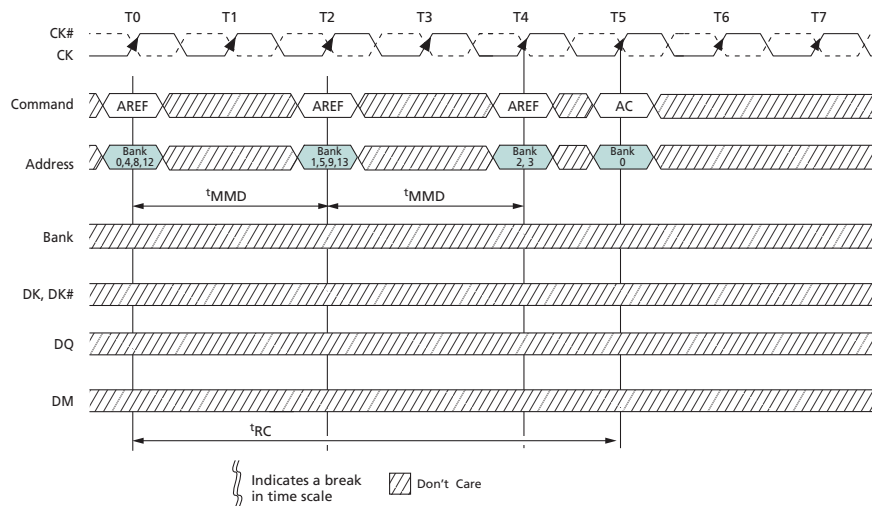 T0 T1 T2 T3 T4 T5 T6 T7
CK#
CK
Command AREF AREF AREF AC
Address Bank 0,4,8,12 Bank 1,5,9,13 Bank 2, 3 Bank 0
tMMD tMMD
Bank
DK, DK#
DQ
DM
tRC
Indicates a break
in time scale
Don't Care